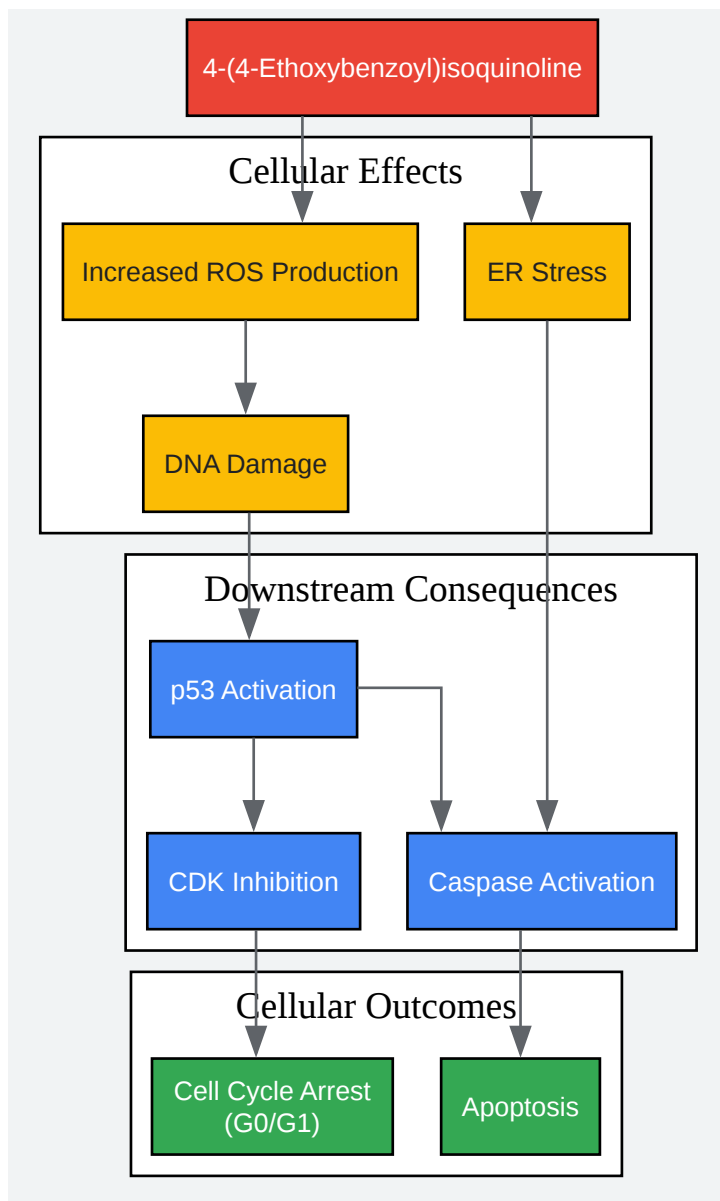 4-(4-Ethoxybenzoyl)isoquinoline
Cellular Effects
Increased ROS Production
ER Stress
DNA Damage
Downstream Consequences
p53 Activation
CDK Inhibition
Caspase Activation
Cellular Outcomes
Cell Cycle Arrest
(G0/G1)
Apoptosis